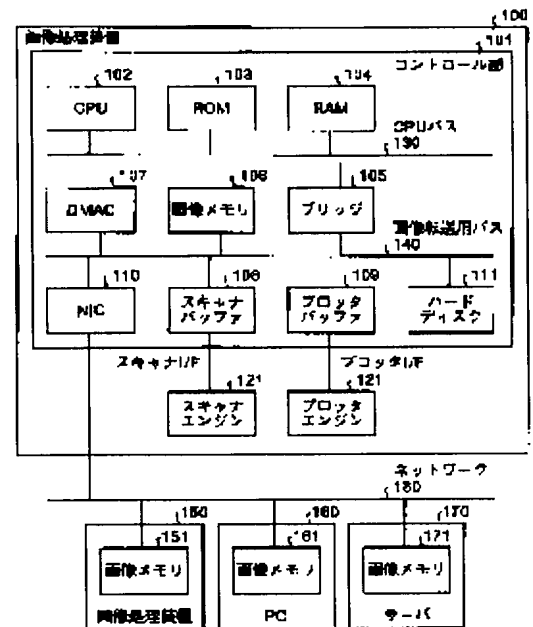 100
画像処理装置
101
コントロール部
102
103
104
CPU
ROM
RAM
CPUバス
130
107
106
105
DMAC
画像メモリ
ブリッジ
画像転送用バス
140
110
108
109
111
NIC
スキャナ
バッファ
プロッタ
バッファ
ハード
ディスク
スキャナI/F
プロッタI/F
121
121
スキャナ
エンジン
プロッタ
エンジン
ネットワーク
180
150
160
170
151
161
171
画像メモリ
画像メモリ
画像メモリ
画像処理装置
PC
サーバ